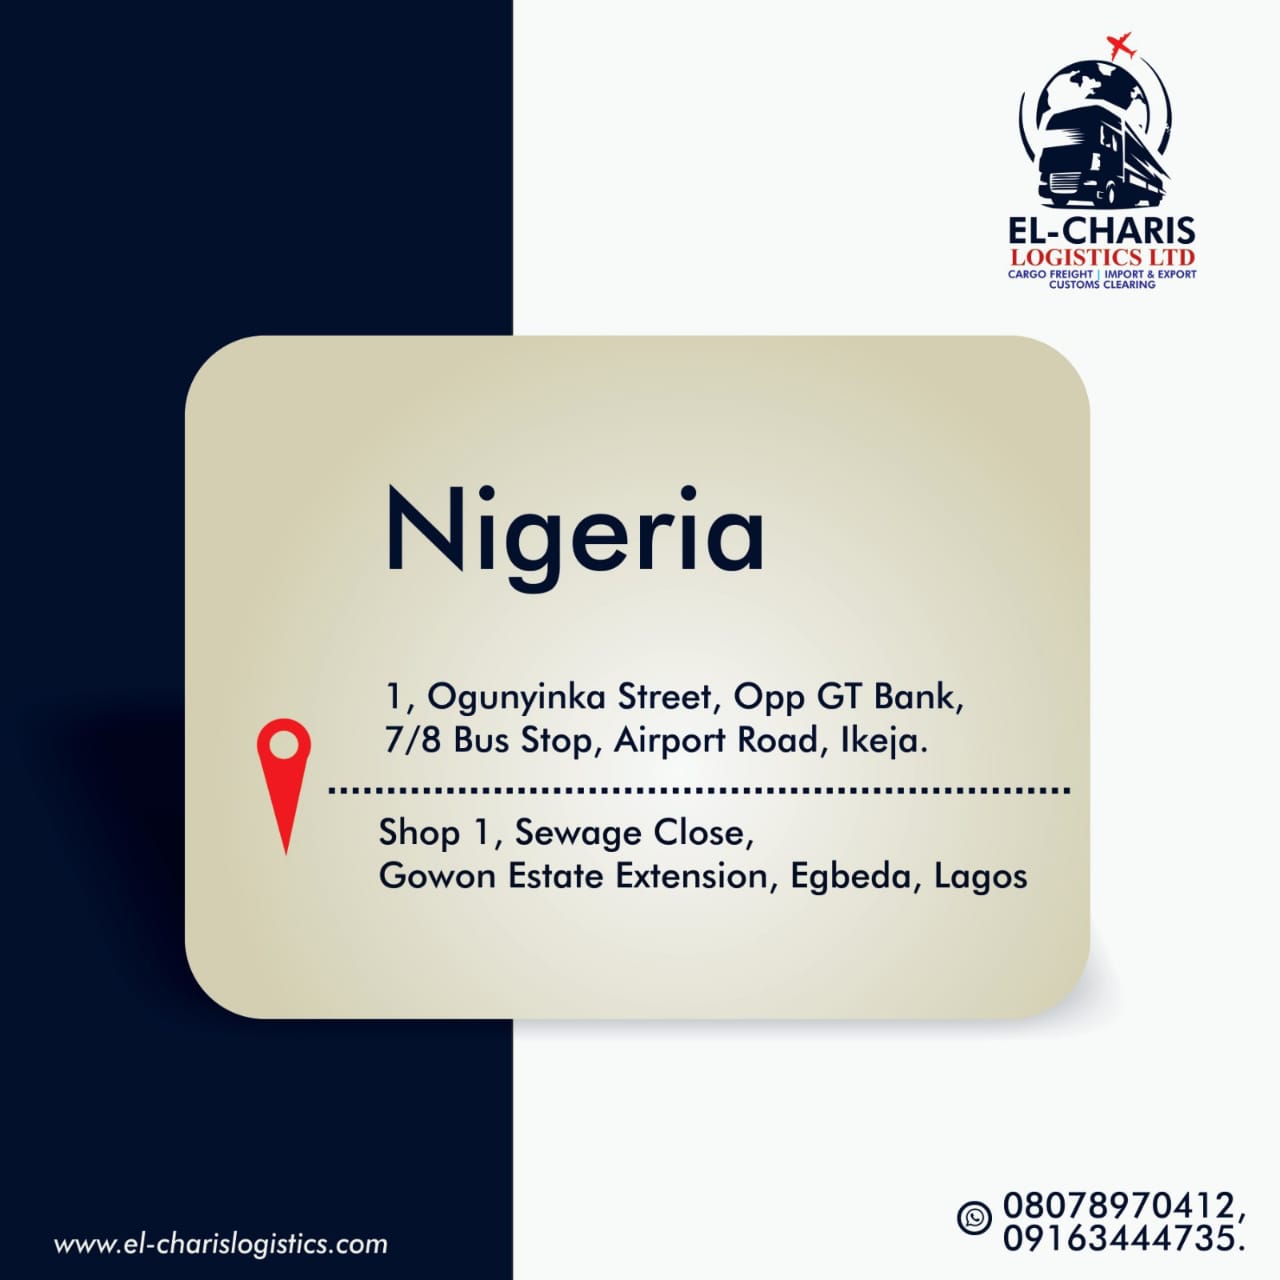 EL-CHARIS
LOGISTICS LTD
CARGO FREIGHT | IMPORT & EXPORT
CUSTOMS CLEARING
Nigeria
1, Ogunyinka Street, Opp GT Bank,
7/8 Bus Stop, Airport Road, Ikeja.
Shop 1, Sewage Close,
Gowon Estate Extension, Egbeda, Lagos
www.el-charislogistics.com
08078970412,
09163444735.